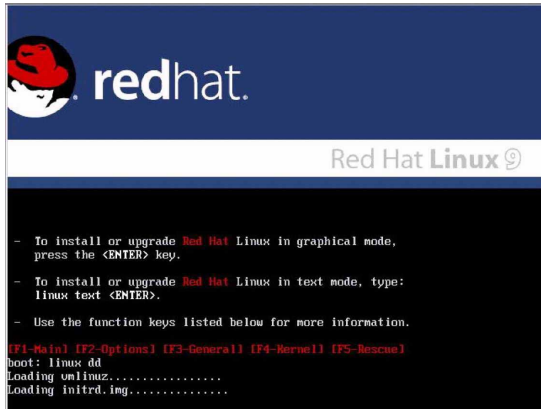 redhat.
Red Hat Linux 9
-  To install or upgrade Red Hat Linux in graphical mode,
press the <ENTER> key.
-  To install or upgrade Red Hat Linux in text mode, type:
linux text <ENTER>.
-  Use the function keys listed below for more information.
[F1-Main] [F2-Options] [F3-General] [F4-Kernel] [F5-Rescue]
boot: linux dd
Loading vmlinuz.................
Loading initrd.img...............